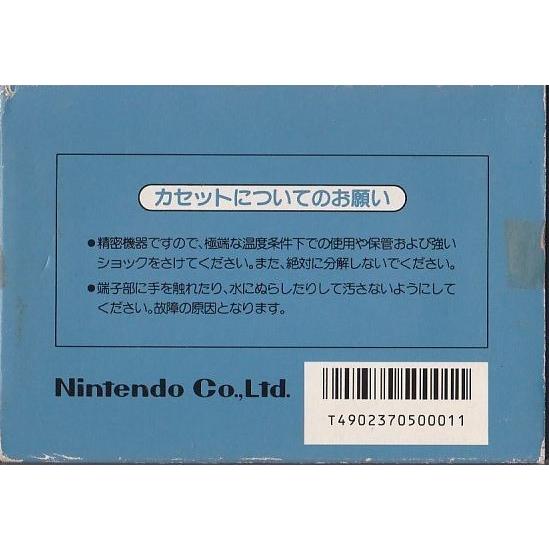 カセットについてのお願い
●精密機器ですので、極端な温度条件下での使用や保管および強い
ショックをさけてください。また、絶対に分解しないでください。
●端子部に手を触れたり、水にぬらしたりして汚さないようにして
ください。故障の原因となります。
Nintendo Co.,Ltd.
T4902370500011